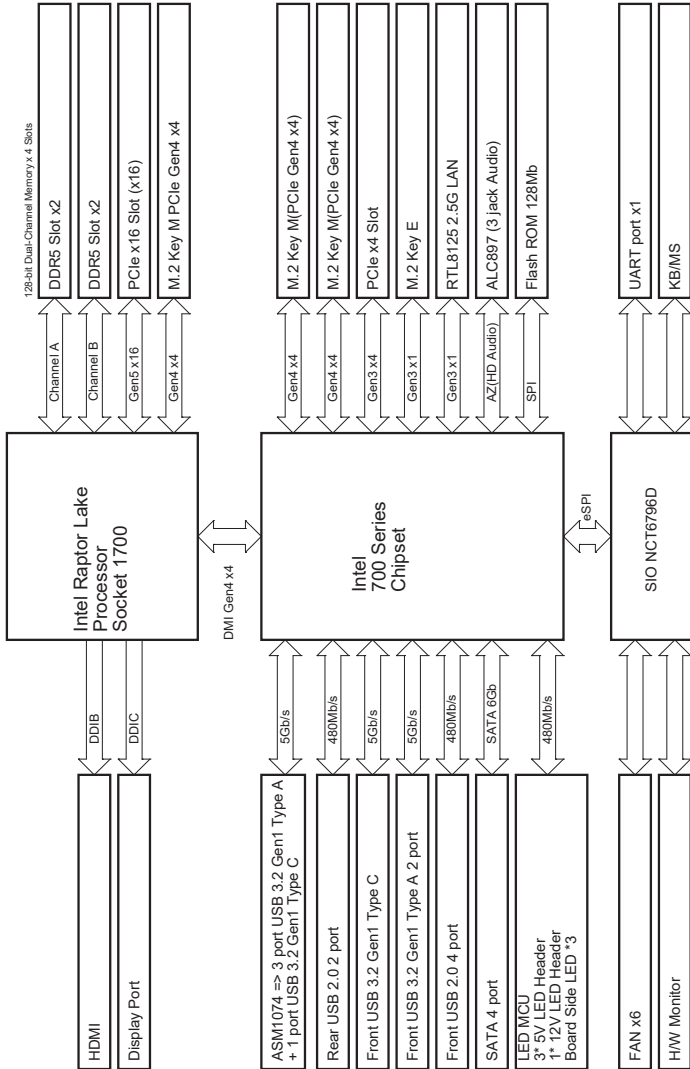 128-bit Dual-Channel Memory x 4 Slots
DDR5 Slot x2
DDR5 Slot x2
PCIe x16 Slot (x16)
M.2 Key M PCIe Gen4 x4
Channel A
Channel B
Gen5 x16
Gen4 x4
Intel Raptor Lake
Processor
Socket 1700
DDIB
DDIC
HDMI
Display Port
DMI Gen4 x4
M.2 Key M(PCIe Gen4 x4)
M.2 Key M(PCIe Gen4 x4)
PCIe x4 Slot
M.2 Key E
RTL8125 2.5G LAN
ALC897 (3 jack Audio)
Flash ROM 128Mb
Gen4 x4
Gen4 x4
Gen3 x4
Gen3 x1
Gen3 x1
AZ(HD Audio)
SPI
Intel
700 Series
Chipset
5Gb/s
480Mb/s
5Gb/s
5Gb/s
480Mb/s
SATA 6Gb
480Mb/s
ASM1074 => 3 port USB 3.2 Gen1 Type A
+ 1 port USB 3.2 Gen1 Type C
Rear USB 2.0 2 port
Front USB 3.2 Gen1 Type C
Front USB 3.2 Gen1 Type A 2 port
Front USB 2.0 4 port
SATA 4 port
LED MCU
3* 5V LED Header
1* 12V LED Header
Board Side LED *3
eSPI
UART port x1
KB/MS
SIO NCT6796D
FAN x6
H/W Monitor